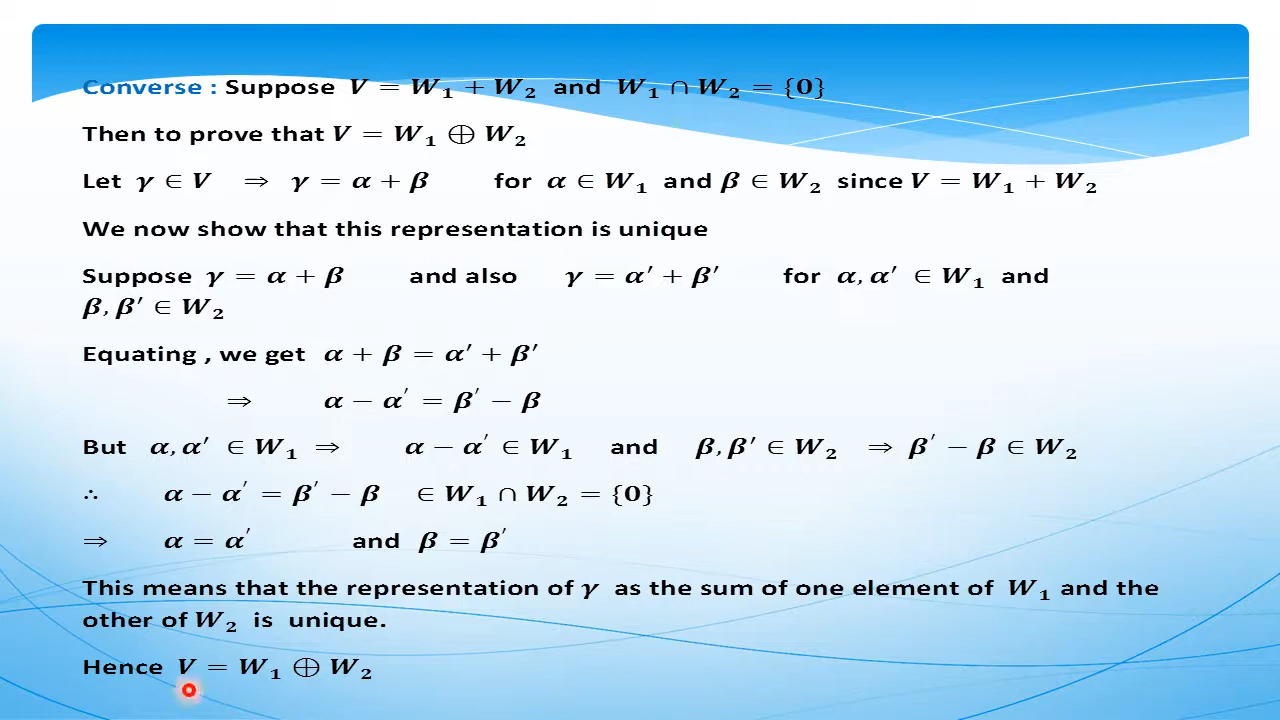 Converse : Suppose V = W₁ + W₂ and W₁ ∩ W₂ = {0}
Then to prove that V = W₁ ⊕ W₂
Let γ ∈ V ⇒ γ = α + β for α ∈ W₁ and β ∈ W₂ since V = W₁ + W₂
We now show that this representation is unique
Suppose γ = α + β and also γ = α′ + β′ for α, α′ ∈ W₁ and
β, β′ ∈ W₂
Equating , we get α + β = α′ + β′
⇒ α − α′ = β′ − β
But α, α′ ∈ W₁ ⇒ α − α′ ∈ W₁ and β, β′ ∈ W₂ ⇒ β′ − β ∈ W₂
∴ α − α′ = β′ − β ∈ W₁ ∩ W₂ = {0}
⇒ α = α′ and β = β′
This means that the representation of γ as the sum of one element of W₁ and the
other of W₂ is unique.
Hence V = W₁ ⊕ W₂